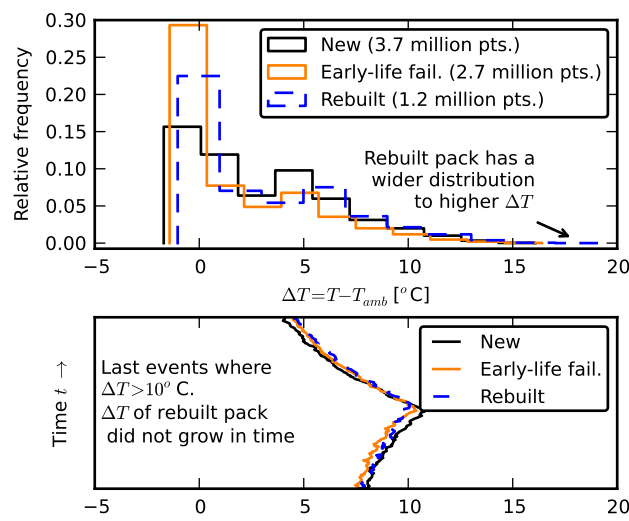 0.30
0.25
0.20
0.15
0.10
0.05
0.00
Relative frequency
New (3.7 million pts.)
Early-life fail. (2.7 million pts.)
Rebuilt (1.2 million pts.)
Rebuilt pack has a
wider distribution
to higher ΔT
−5 0 5 10 15 20
ΔT=T−T_amb [°C]
Time t →
Last events where
ΔT>10° C.
ΔT of rebuilt pack
did not grow in time
New
Early-life fail.
Rebuilt
−5 0 5 10 15 20